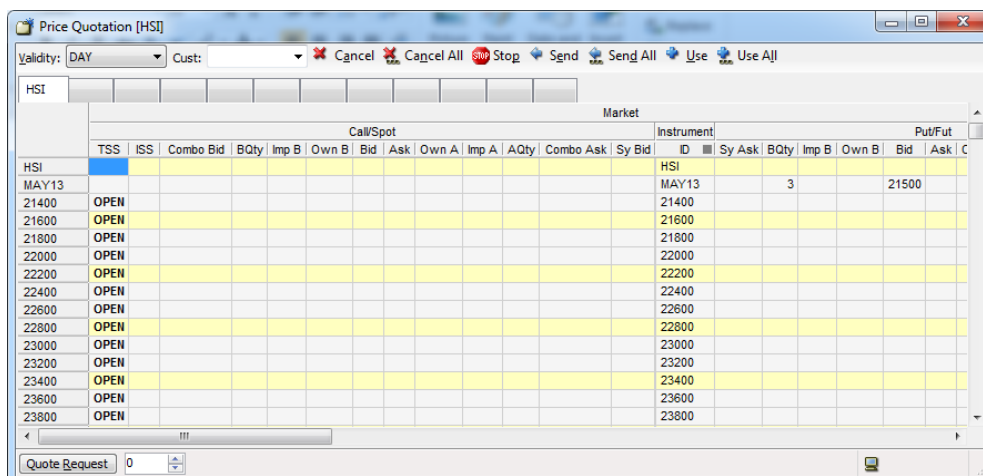 Price Quotation [HSI]
Validity: DAY Cust: Cancel Cancel All STOP Stop Send Send All Use Use All
HSI
Market
Call/Spot Instrument Put/Fut
TSS ISS Combo Bid BQty Imp B Own B Bid Ask Own A Imp A AQty Combo Ask Sy Bid ID Sy Ask BQty Imp B Own B Bid Ask
HSI HSI
MAY13 MAY13 3 21500
21400 OPEN 21400
21600 OPEN 21600
21800 OPEN 21800
22000 OPEN 22000
22200 OPEN 22200
22400 OPEN 22400
22600 OPEN 22600
22800 OPEN 22800
23000 OPEN 23000
23200 OPEN 23200
23400 OPEN 23400
23600 OPEN 23600
23800 OPEN 23800
Quote Request 0